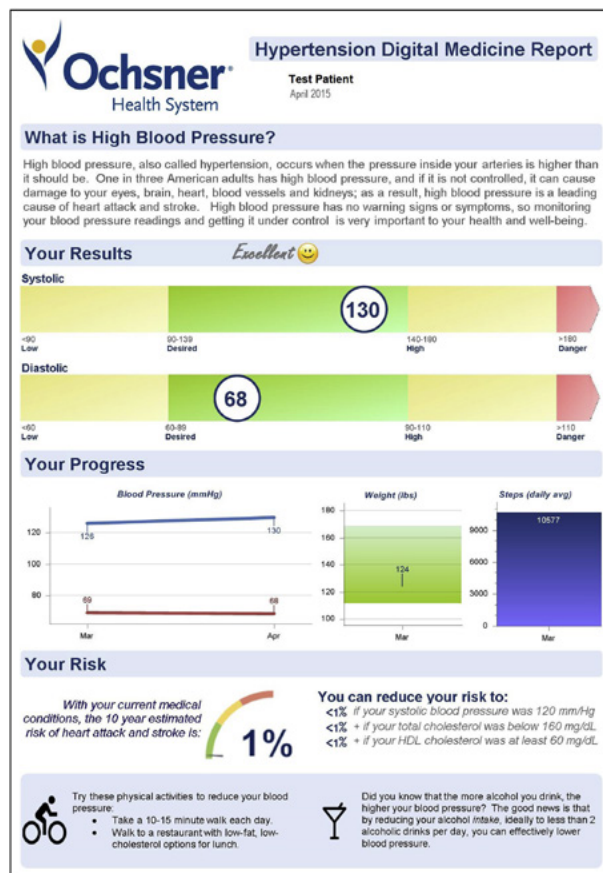 Ochsner
Health System
Hypertension Digital Medicine Report
Test Patient
April 2015
What is High Blood Pressure?
High blood pressure, also called hypertension, occurs when the pressure inside your arteries is higher than
it should be. One in three American adults has high blood pressure, and if it is not controlled, it can cause
damage to your eyes, brain, heart, blood vessels and kidneys; as a result, high blood pressure is a leading
cause of heart attack and stroke. High blood pressure has no warning signs or symptoms, so monitoring
your blood pressure readings and getting it under control is very important to your health and well-being.
Your Results Excellent
Systolic
130
<90 90-139 140-180 >180
Low Desired High Danger
Diastolic
68
<60 60-89 90-110 >110
Low Desired High Danger
Your Progress
Blood Pressure (mmHg) Weight (lbs) Steps (daily avg)
120
100
80
126
130
69
68
Mar Apr
180
160
140
120
100
124
Mar
9000
6000
3000
0
10577
Mar
Your Risk
With your current medical
conditions, the 10 year estimated
risk of heart attack and stroke is:
1%
You can reduce your risk to:
<1% if your systolic blood pressure was 120 mm/Hg
<1% + if your total cholesterol was below 160 mg/dL
<1% + if your HDL cholesterol was at least 60 mg/dL
Try these physical activities to reduce your blood
pressure:
• Take a 10-15 minute walk each day.
• Walk to a restaurant with low-fat, low-
cholesterol options for lunch.
Did you know that the more alcohol you drink, the
higher your blood pressure? The good news is that
by reducing your alcohol intake, ideally to less than 2
alcoholic drinks per day, you can effectively lower
blood pressure.